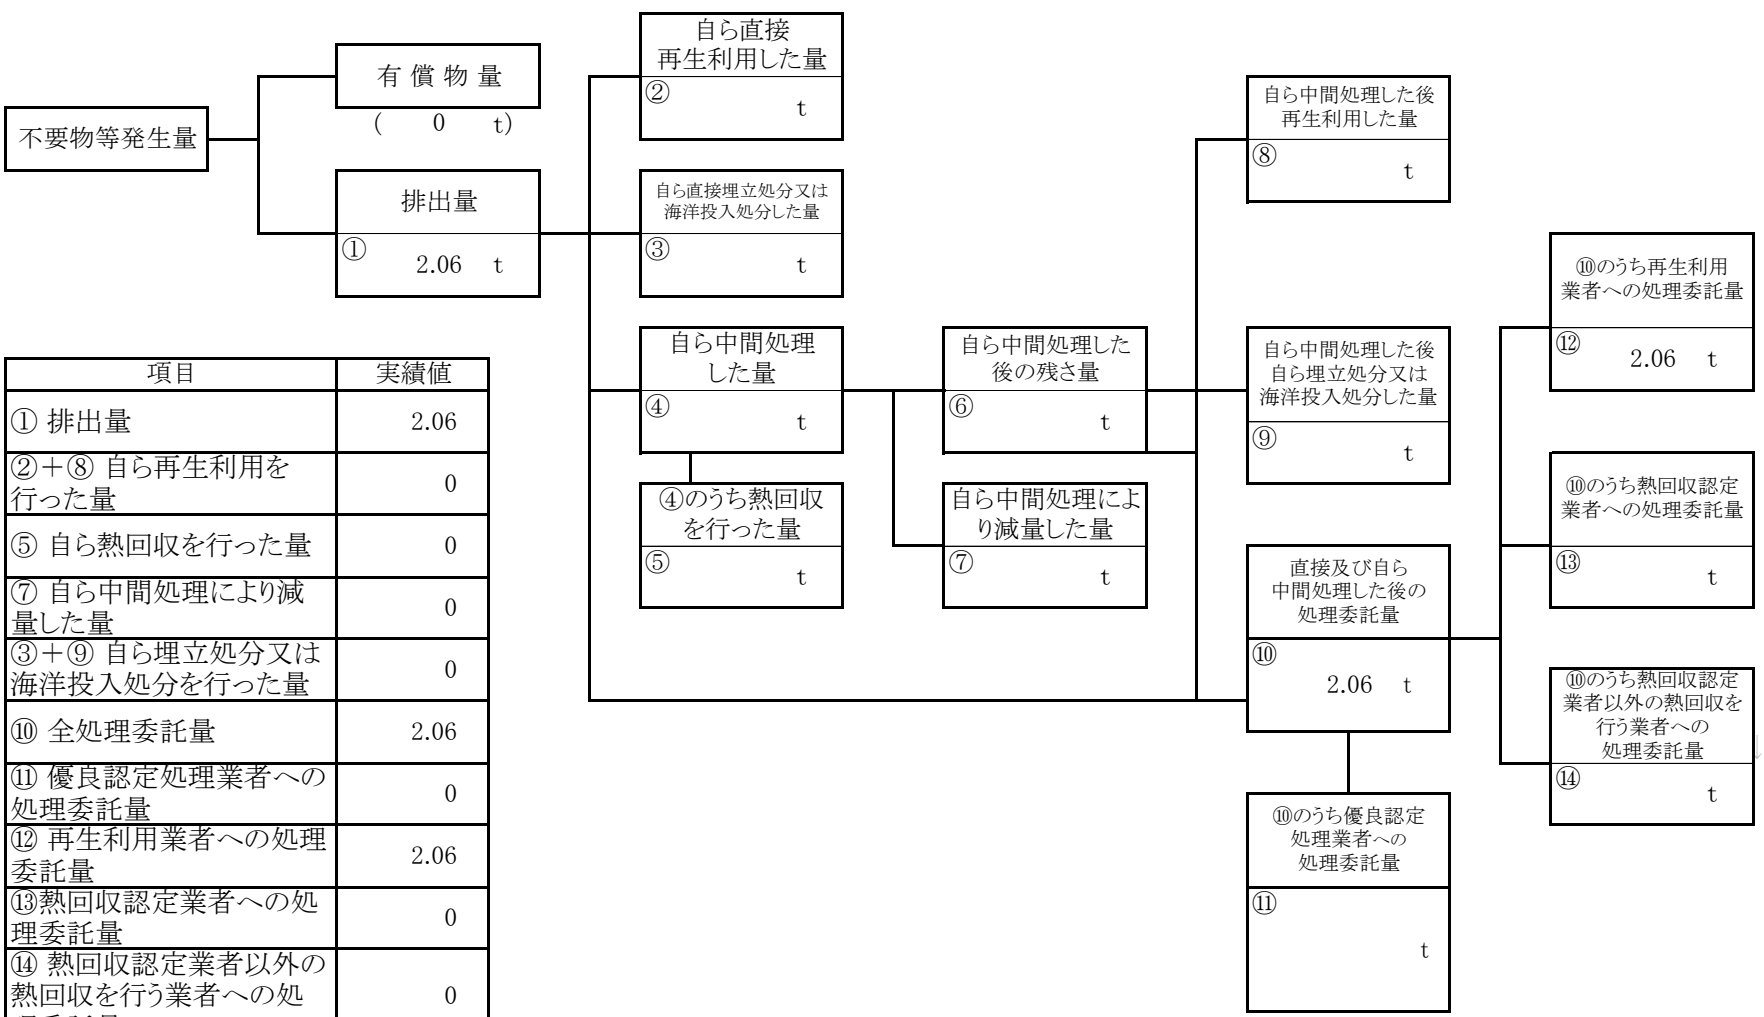 不要物等発生量
有 償 物 量
( 0 t)
排出量
①
2.06 t
自ら直接
再生利用した量
②
t
自ら直接埋立処分又は
海洋投入処分した量
③
t
自ら中間処理
した量
④
t
④のうち熱回収
を行った量
⑤
t
自ら中間処理した
後の残さ量
⑥
t
自ら中間処理によ
り減量した量
⑦
t
自ら中間処理した後
再生利用した量
⑧
t
自ら中間処理した後
自ら埋立処分又は
海洋投入処分した量
⑨
t
直接及び自ら
中間処理した後の
処理委託量
⑩
2.06 t
⑩のうち優良認定
処理業者への
処理委託量
⑪
t
⑩のうち再生利用
業者への処理委託量
⑫
2.06 t
⑩のうち熱回収認定
業者への処理委託量
⑬
t
⑩のうち熱回収認定
業者以外の熱回収を
行う業者への
処理委託量
⑭
t
項目 実績値
① 排出量 2.06
②＋⑧ 自ら再生利用を
行った量 0
⑤ 自ら熱回収を行った量 0
⑦ 自ら中間処理により減
量した量 0
③＋⑨ 自ら埋立処分又は
海洋投入処分を行った量 0
⑩ 全処理委託量 2.06
⑪ 優良認定処理業者への
処理委託量 0
⑫ 再生利用業者への処理
委託量 2.06
⑬熱回収認定業者への処
理委託量 0
⑭ 熱回収認定業者以外の
熱回収を行う業者への処 0